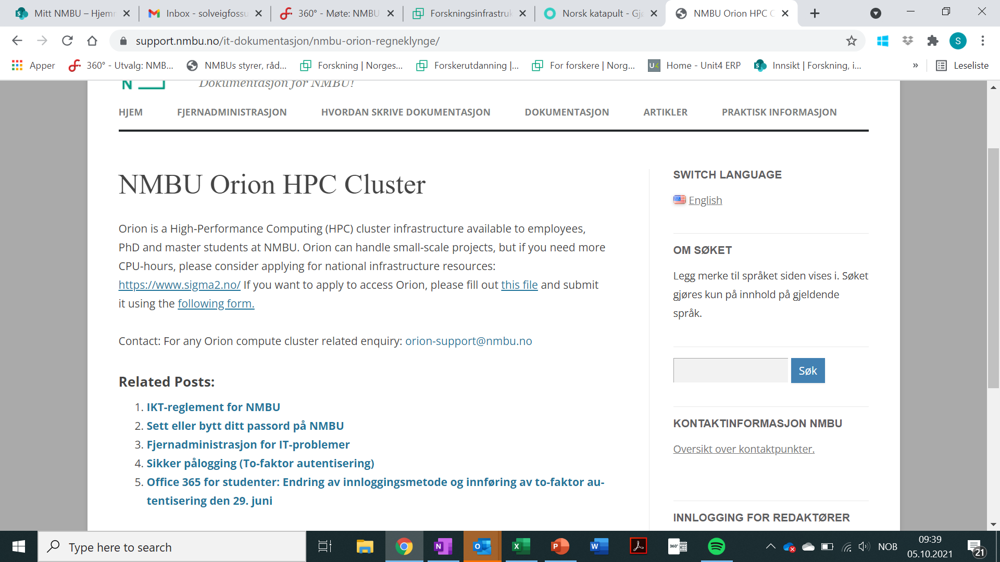 Mitt NMBU – Hjemr
Inbox - solveigfossu
360° - Møte: NMBU
Forskningsinfrastruk
Norsk katapult - Gjø
NMBU Orion HPC C
support.nmbu.no/it-dokumentasjon/nmbu-orion-regneklynge/
S
Apper
360° - Utvalg: NMB...
NMBUs styrer, råd...
Forskning | Norges...
Forskerutdanning |...
For forskere | Norg...
Home - Unit4 ERP
Innsikt | Forskning, i...
»
Leseliste
N
Dokumentasjon for NMBU!
HJEM
FJERNADMINISTRASJON
HVORDAN SKRIVE DOKUMENTASJON
DOKUMENTASJON
ARTIKLER
PRAKTISK INFORMASJON
NMBU Orion HPC Cluster
Orion is a High-Performance Computing (HPC) cluster infrastructure available to employees,
PhD and master students at NMBU. Orion can handle small-scale projects, but if you need more
CPU-hours, please consider applying for national infrastructure resources:
https://www.sigma2.no/ If you want to apply to access Orion, please fill out this file and submit
it using the following form.
Contact: For any Orion compute cluster related enquiry: orion-support@nmbu.no
Related Posts:
1. IKT-reglement for NMBU
2. Sett eller bytt ditt passord på NMBU
3. Fjernadministrasjon for IT-problemer
4. Sikker pålogging (To-faktor autentisering)
5. Office 365 for studenter: Endring av innloggingsmetode og innføring av to-faktor au-
tentisering den 29. juni
SWITCH LANGUAGE
English
OM SØKET
Legg merke til språket siden vises i. Søket
gjøres kun på innhold på gjeldende
språk.
Søk
KONTAKTINFORMASJON NMBU
Oversikt over kontaktpunkter.
INNLOGGING FOR REDAKTØRER
Type here to search
360°
NOB
09:39
05.10.2021
21